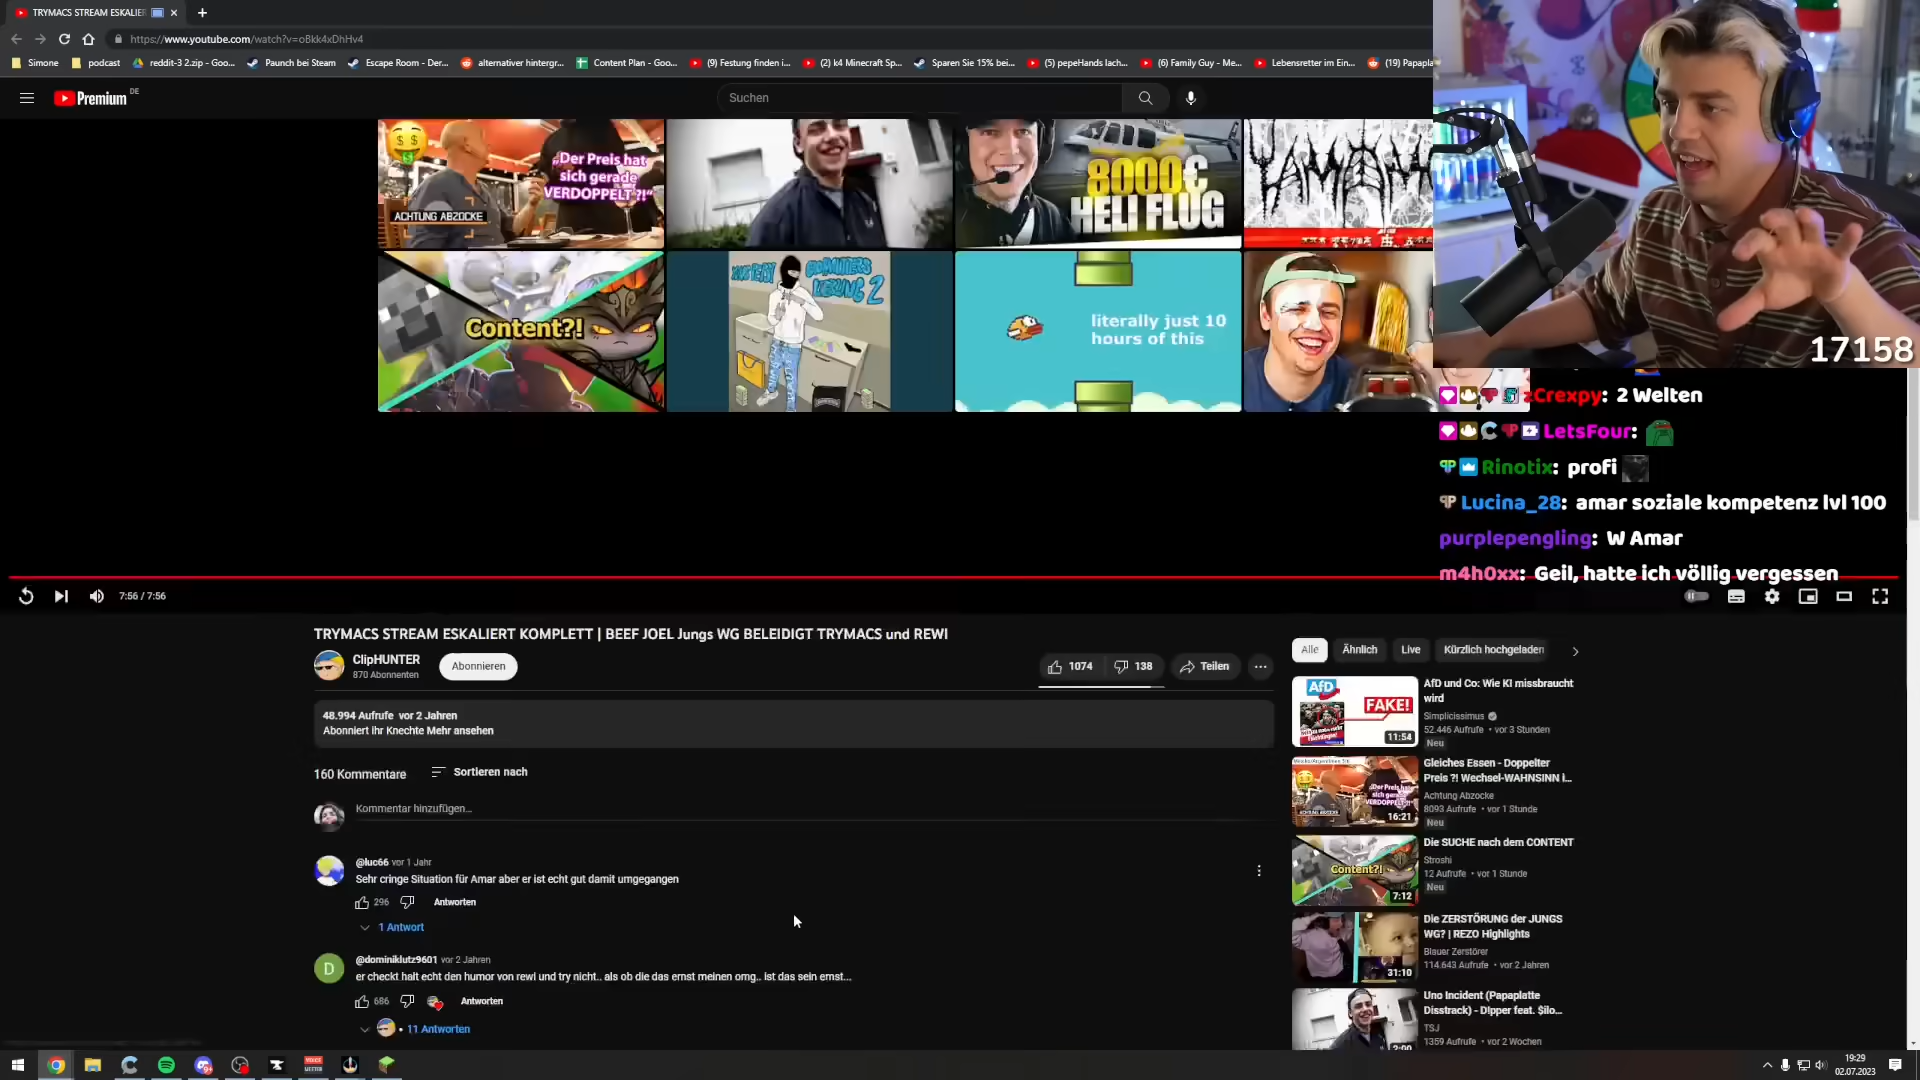 TRYMACS STREAM ESKALIER
https://www.youtube.com/watch?v=oBkk4xDhHv4
Simone
podcast
reddit-3 2.zip - Goo...
Paunch bei Steam
Escape Room - Der...
alternativer hintergr...
Content Plan - Goo...
(9) Festung finden i...
(2) k4 Minecraft Sp...
Sparen Sie 15% bei...
(5) pepeHands lach...
(6) Family Guy - Me...
Lebensretter im Ein...
(19) Papapla
Premium DE
Suchen
„Der Preis hat
sich gerade
VERDOPPELT ?!“
ACHTUNG ABZOCKE
8000€
HELI FLUG
Content?!
literally just 10
hours of this
17158
zCrexpy: 2 Welten
LetsFour:
Rinotix: profi
Lucina_28: amar soziale kompetenz lvl 100
purplepengling: W Amar
m4h0xx: Geil, hatte ich völlig vergessen
7:56 / 7:56
TRYMACS STREAM ESKALIERT KOMPLETT | BEEF JOEL Jungs WG BELEIDIGT TRYMACS und REWI
ClipHUNTER
870 Abonnenten
Abonnieren
1074
138
Teilen
48.994 Aufrufe vor 2 Jahren
Abonniert ihr Knechte Mehr ansehen
160 Kommentare
Sortieren nach
Kommentar hinzufügen...
@luc66 vor 1 Jahr
Sehr cringe Situation für Amar aber er ist echt gut damit umgegangen
296
Antworten
1 Antwort
D
@dominiklutz9601 vor 2 Jahren
er checkt halt echt den humor von rewi und try nicht.. als ob die das ernst meinen omg.. ist das sein ernst...
686
Antworten
11 Antworten
Alle
Ähnlich
Live
Kürzlich hochgeladen
AfD
FAKE!
11:54
AfD und Co: Wie KI missbraucht
wird
Simplicissimus
52.446 Aufrufe • vor 3 Stunden
Neu
16:21
Gleiches Essen - Doppelter
Preis ?! Wechsel-WAHNSINN i...
Achtung Abzocke
8093 Aufrufe • vor 1 Stunde
Neu
Content?!
7:12
Die SUCHE nach dem CONTENT
Stroshi
12 Aufrufe • vor 1 Stunde
Neu
31:10
Die ZERSTÖRUNG der JUNGS
WG? | REZO Highlights
Blauer Zerstörer
114.643 Aufrufe • vor 2 Jahren
2:00
Uno Incident (Papaplatte
Disstrack) - D!pper feat. $ilo...
TSJ
1359 Aufrufe • vor 2 Wochen
19:29
02.07.2023